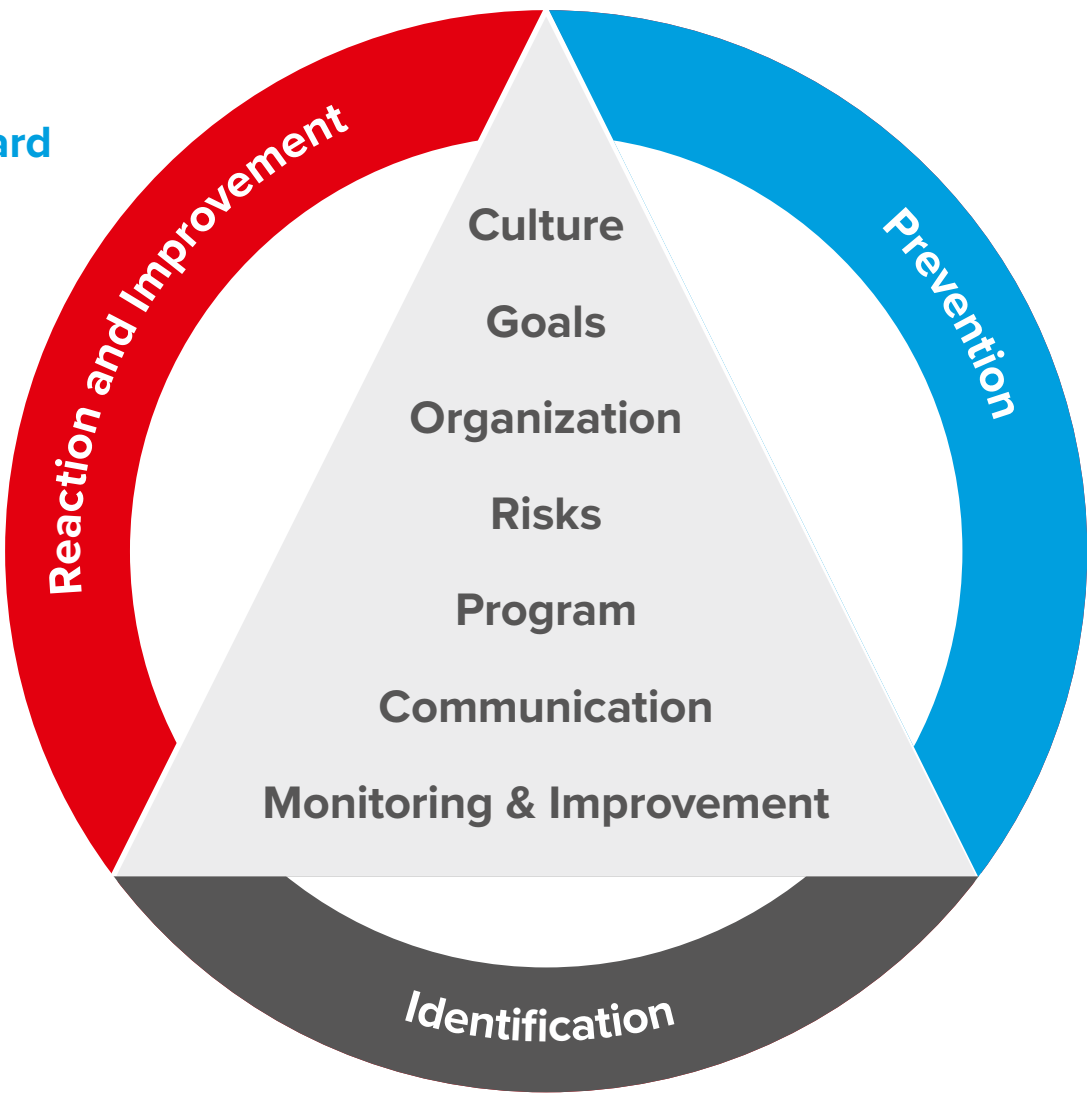 ard
Reaction and Improvement
Prevention
Culture
Goals
Organization
Risks
Program
Communication
Monitoring & Improvement
Identification